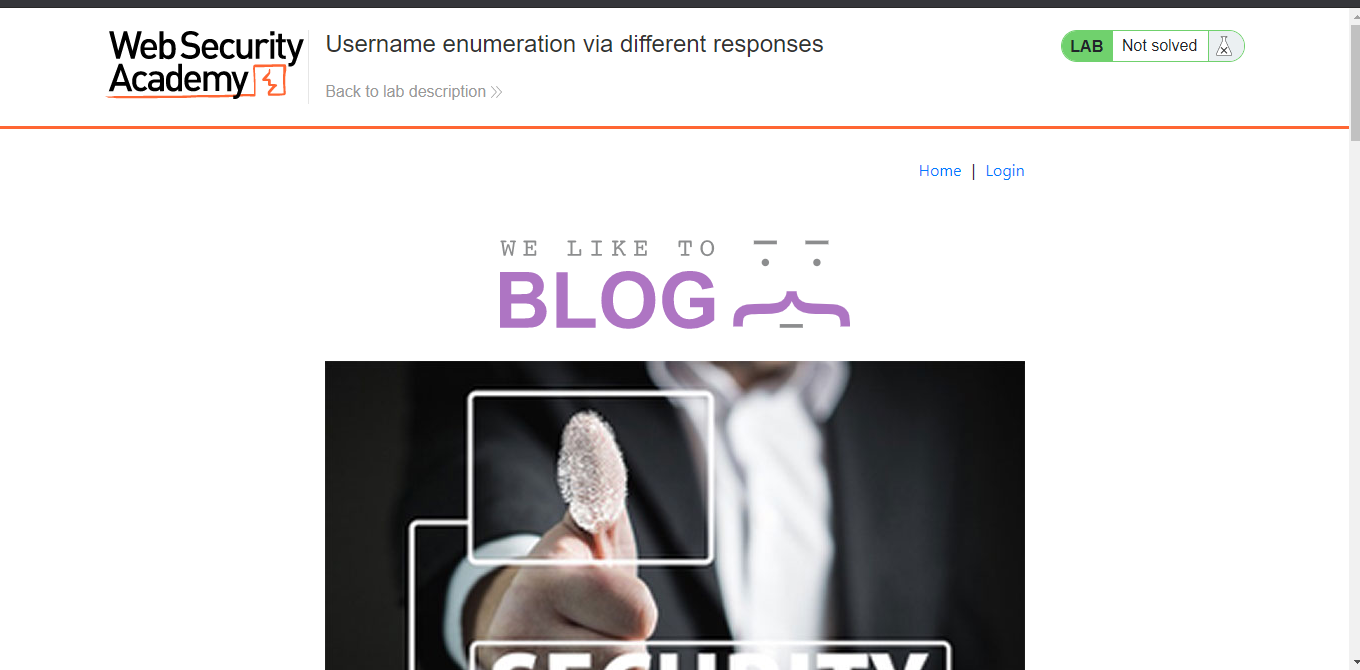 Web Security
Academy
Username enumeration via different responses
Back to lab description
LAB
Not solved
Home | Login
WE LIKE TO
BLOG
SECURITY